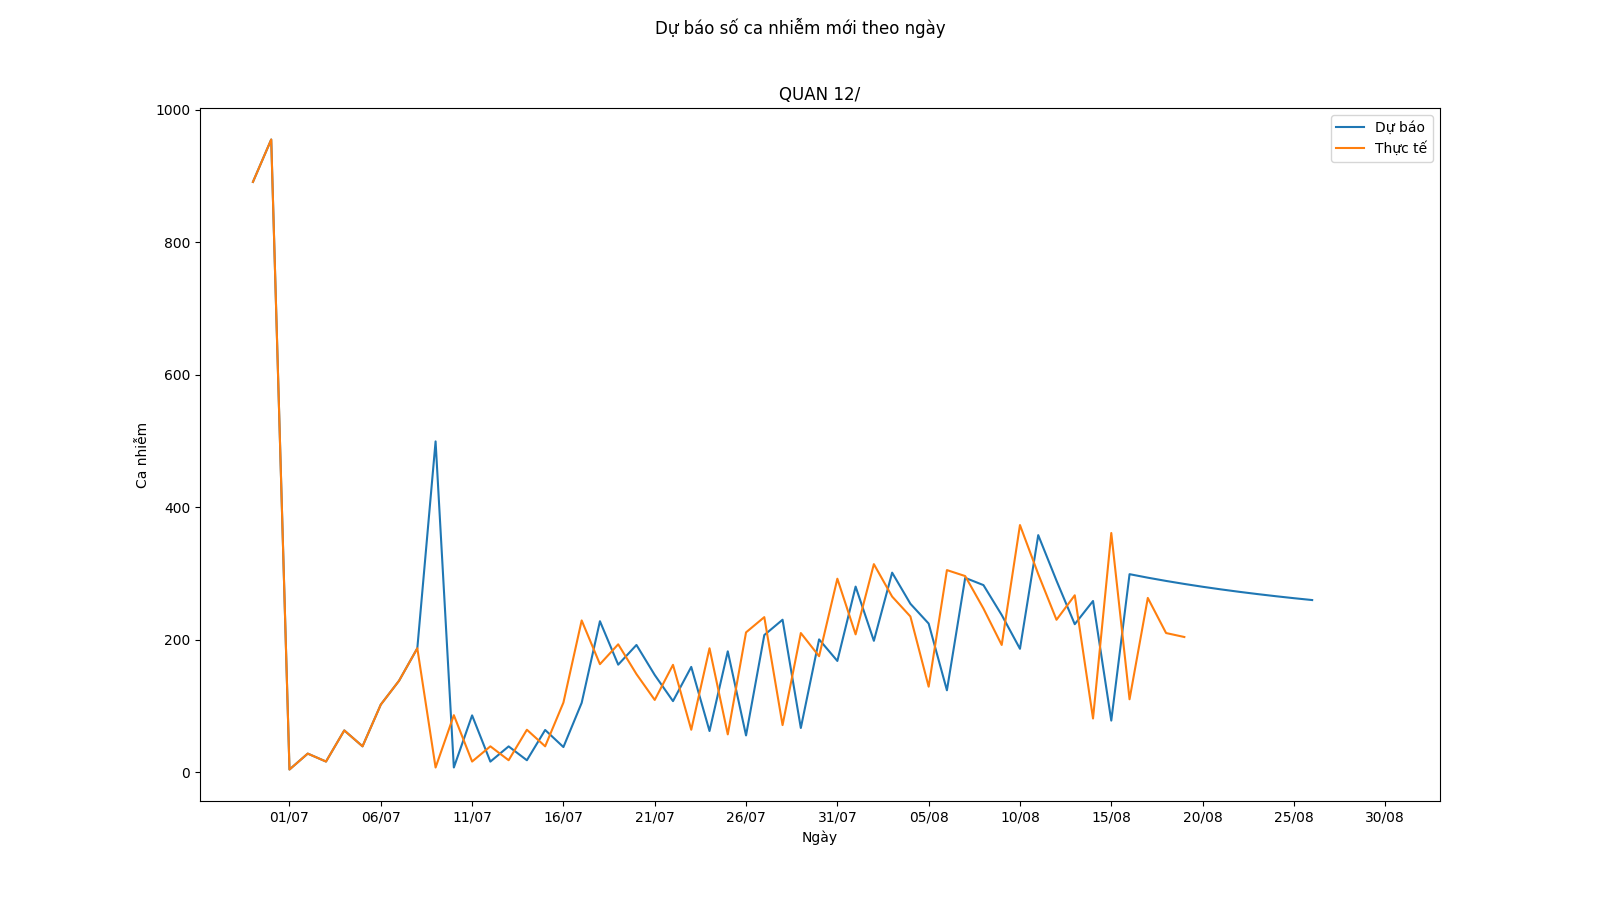 Dự báo số ca nhiễm mới theo ngày
QUAN 12/
Dự báo
Thực tế
1000
800
600
400
200
0
Ca nhiễm
01/07 06/07 11/07 16/07 21/07 26/07 31/07 05/08 10/08 15/08 20/08 25/08 30/08
Ngày